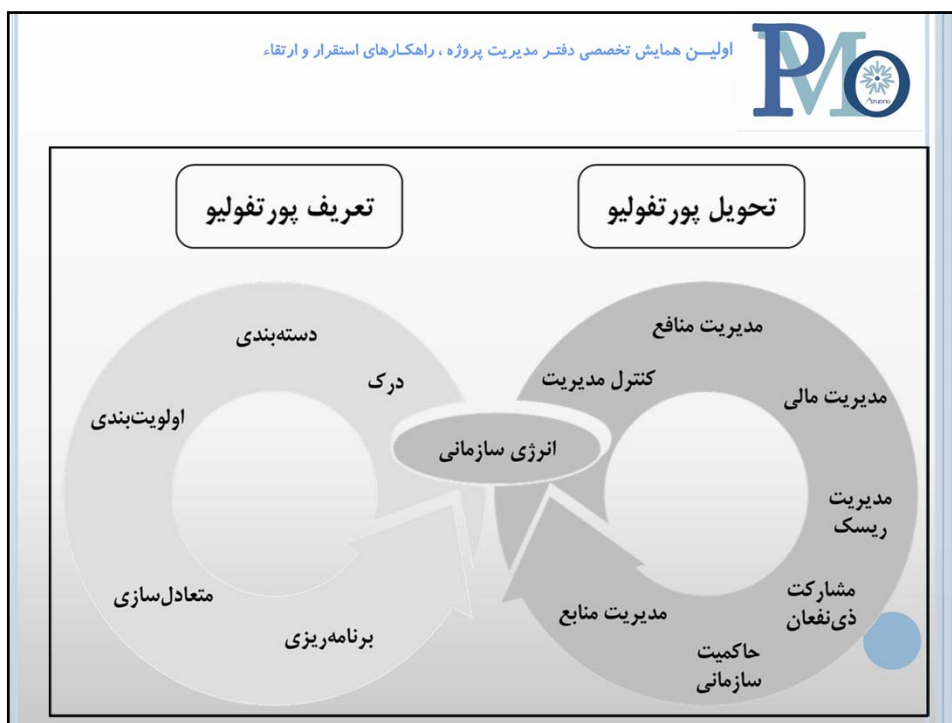 اولیـــن همایش تخصصی دفتـر مدیریت پروژه ، راهکـارهای استقرار و ارتقاء
PMO
تحویل پورتفولیو
تعریف پورتفولیو
مدیریت منافع
کنترل مدیریت
مدیریت مالی
مدیریت
ریسک
مشارکت
ذی‌نفعان
حاکمیت
سازمانی
مدیریت منابع
انرژی سازمانی
درک
دسته‌بندی
اولویت‌بندی
متعادل‌سازی
برنامه‌ریزی